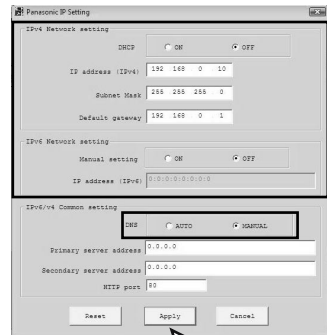 Panasonic IP Setting
IPv4 Network setting
DHCP ON OFF
IP address (IPv4) 192 168 0 10
Subnet Mask 255 255 255 0
Default gateway 192 168 0 1
IPv6 Network setting
Manual setting ON OFF
IP address (IPv6) 0:0:0:0:0:0:0:0
IPv6/v4 Common setting
DNS AUTO MANUAL
Primary server address 0.0.0.0
Secondary server address 0.0.0.0
HTTP port 80
Reset Apply Cancel